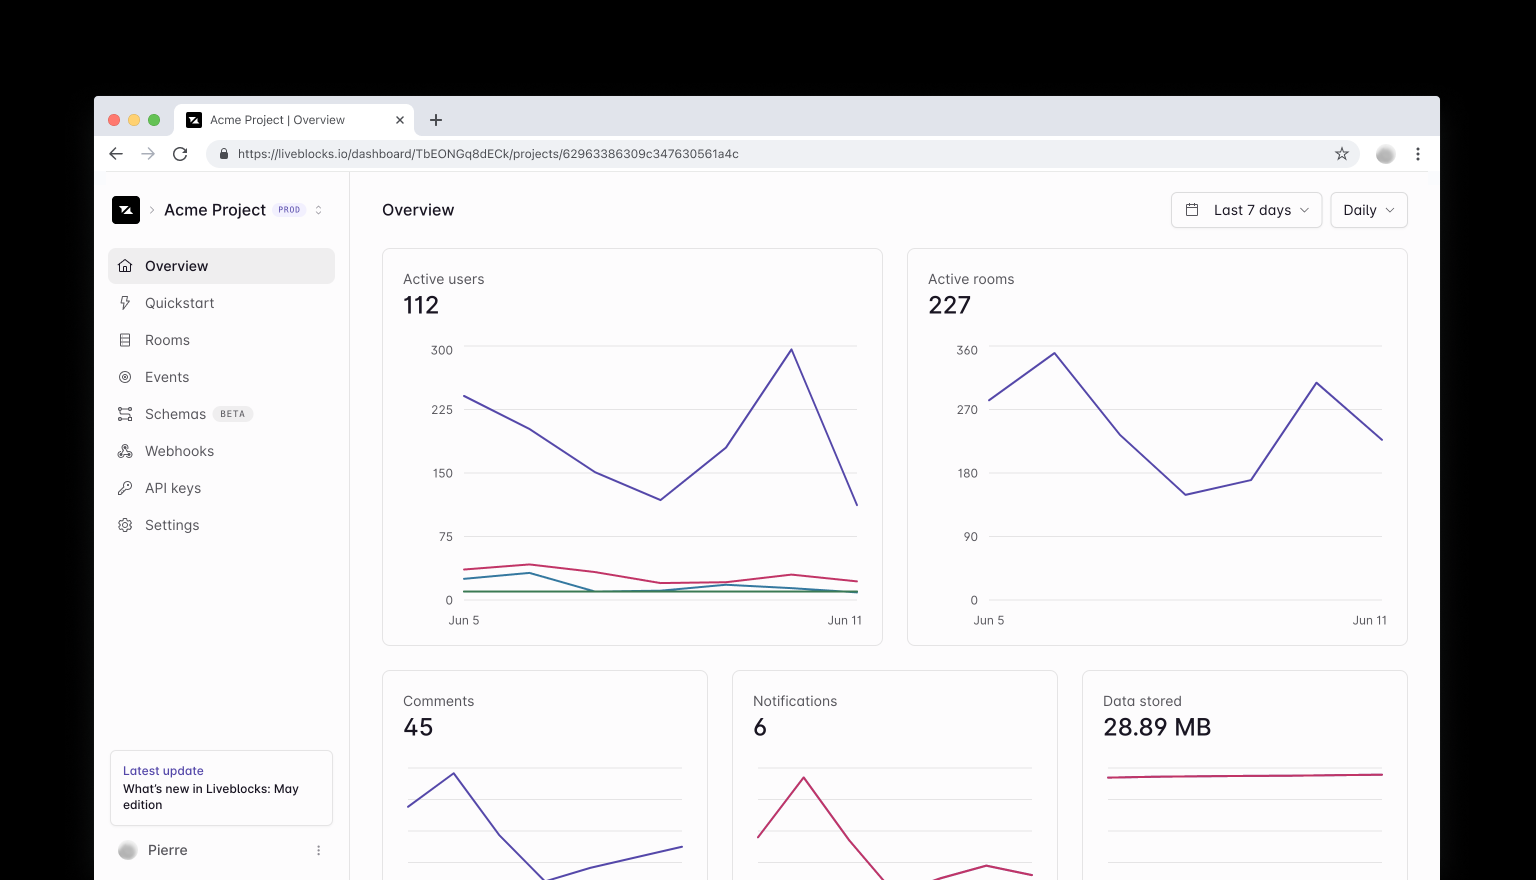 Acme Project | Overview
https://liveblocks.io/dashboard/TbEONGq8dECk/projects/62963386309c347630561a4c
Acme Project PROD
Overview
Quickstart
Rooms
Events
Schemas BETA
Webhooks
API keys
Settings
Latest update
What's new in Liveblocks: May
edition
Pierre
Overview
Last 7 days
Daily
Active users
112
300
225
150
75
0
Jun 5
Jun 11
Active rooms
227
360
270
180
90
0
Jun 5
Jun 11
Comments
45
Notifications
6
Data stored
28.89 MB